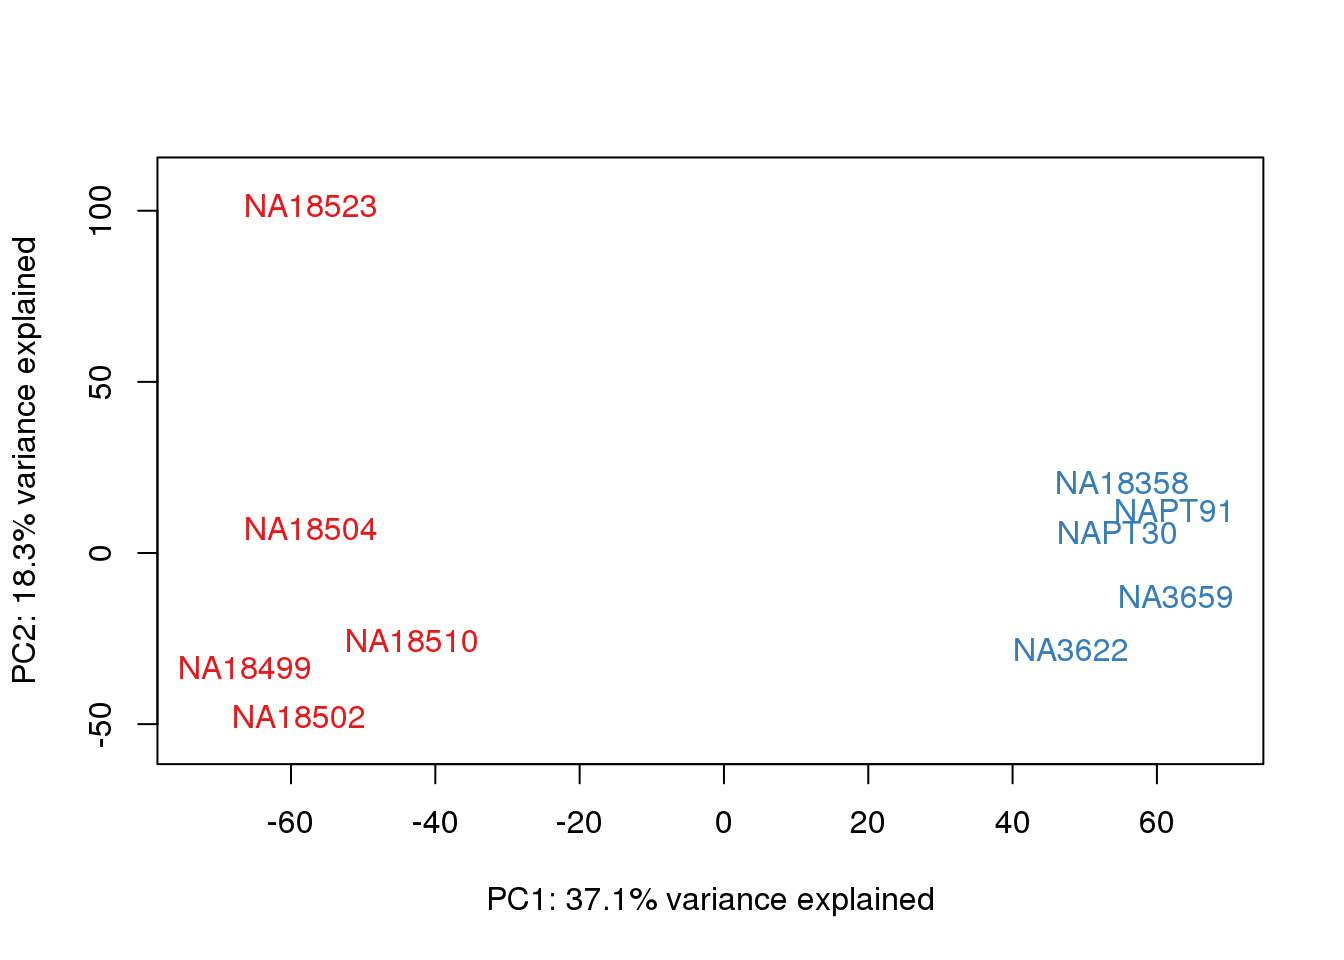 100
50
0
-50
PC2: 18.3% variance explained
NA18523
NA18358
NAPT91
NA18504
NAPT30
NA3659
NA18510
NA3622
NA18499
NA18502
-60 -40 -20 0 20 40 60
PC1: 37.1% variance explained